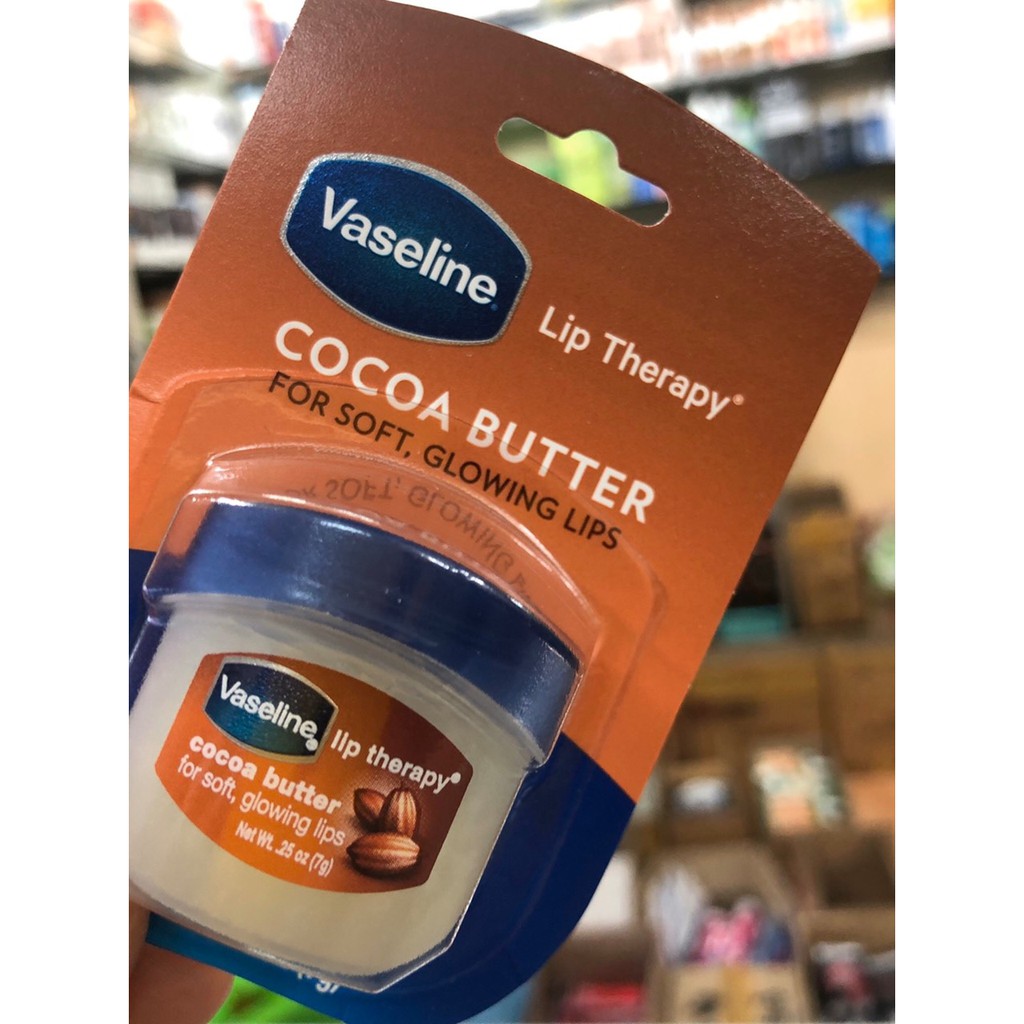 Vaseline®
Lip Therapy®
COCOA BUTTER
FOR SOFT, GLOWING LIPS
Vaseline®
lip therapy®
cocoa butter
for soft, glowing lips
Net Wt. .25 oz (7g)